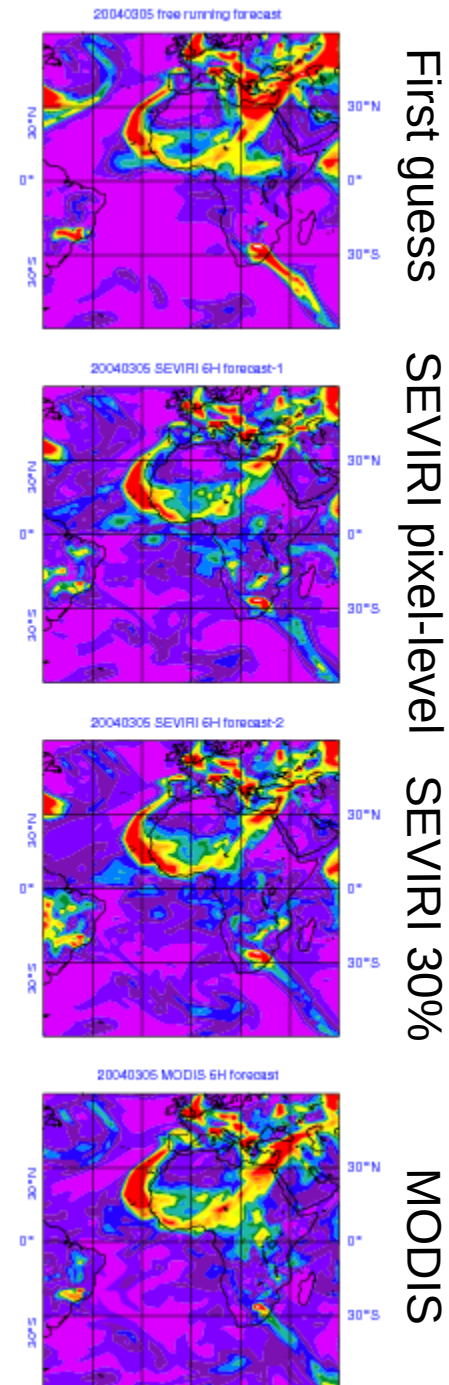 20040305 free running forecast
30°N
30°N
0°
0°
30°S
30°S
First guess
20040305 SEVIRI 6H forecast-1
30°N
30°N
0°
0°
30°S
30°S
SEVIRI pixel-level
20040305 SEVIRI 6H forecast-2
30°N
30°N
0°
0°
30°S
30°S
SEVIRI 30%
20040305 MODIS 6H forecast
30°N
30°N
0°
0°
30°S
30°S
MODIS